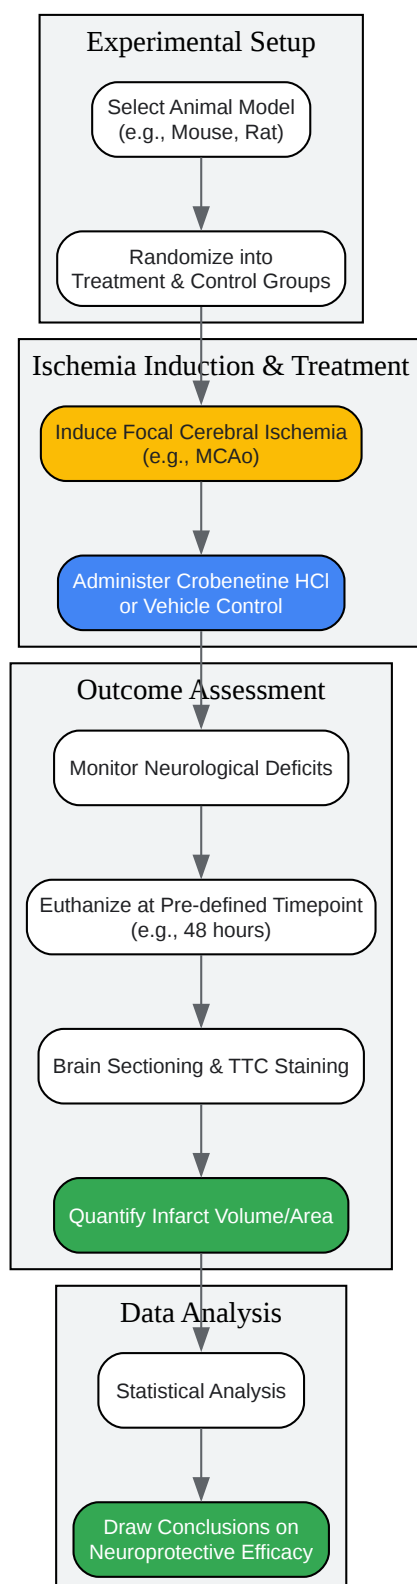 Experimental Setup
Select Animal Model
(e.g., Mouse, Rat)
Randomize into
Treatment & Control Groups
Ischemia Induction & Treatment
Induce Focal Cerebral Ischemia
(e.g., MCAo)
Administer Crobenetine HCl
or Vehicle Control
Outcome Assessment
Monitor Neurological Deficits
Euthanize at Pre-defined Timepoint
(e.g., 48 hours)
Brain Sectioning & TTC Staining
Quantify Infarct Volume/Area
Data Analysis
Statistical Analysis
Draw Conclusions on
Neuroprotective Efficacy